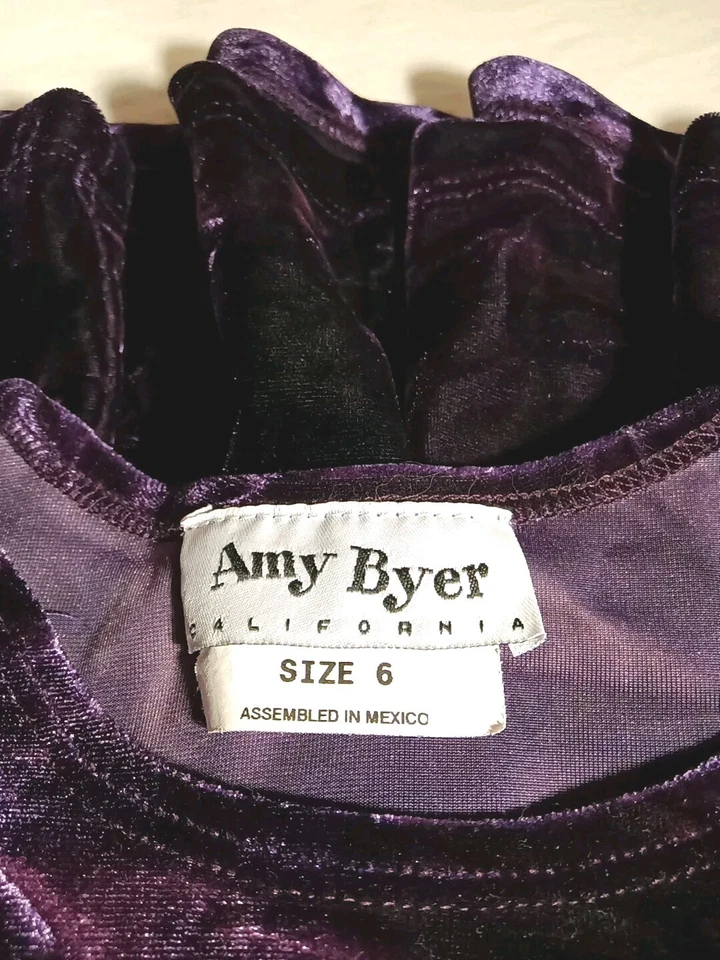 Amy Byer
CALIFORNIA
SIZE 6
ASSEMBLED IN MEXICO